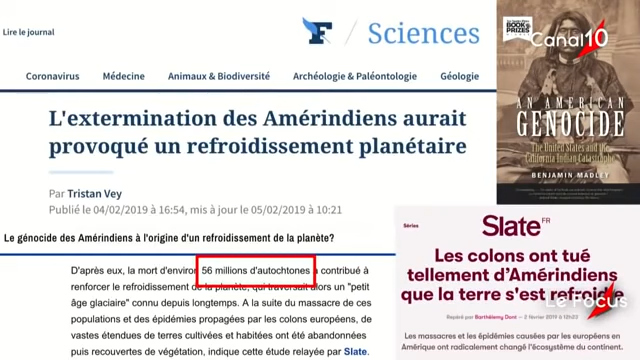 Lire le journal
F
Sciences
Coronavirus
Médecine
Animaux & Biodiversité
Archéologie & Paléontologie
Géologie
L'extermination des Amérindiens aurait
provoqué un refroidissement planétaire
Par Tristan Vey
Publié le 04/02/2019 à 16:54, mis à jour le 05/02/2019 à 10:21
Le génocide des Amérindiens à l'origine d'un refroidissement de la planète?
D'après eux, la mort d'environ 56 millions d'autochtones a contribué à
renforcer le refroidissement de la planète, qui traversait alors un "petit
âge glaciaire" connu depuis longtemps. A la suite du massacre de ces
populations et des épidémies propagées par les colons européens, de
vastes étendues de terres cultivées et habitées ont été abandonnées
puis recouvertes de végétation, indique cette étude relayée par Slate.
BOOK
PRIZES
Canal10
AN AMERICAN
GENOCIDE
The United States and the
California Indian Catastrophe
BENJAMIN MADLEY
Séries
Slate FR
Les colons ont tué
tellement d'Amérindiens
que la terre s'est refroidie
Le Focus
Repéré par Barthélemy Dont — 2 février 2019 à 12h22
Les massacres et les épidémies causées par les européens en
Amérique ont radicalement changé l'écosystème du continent.